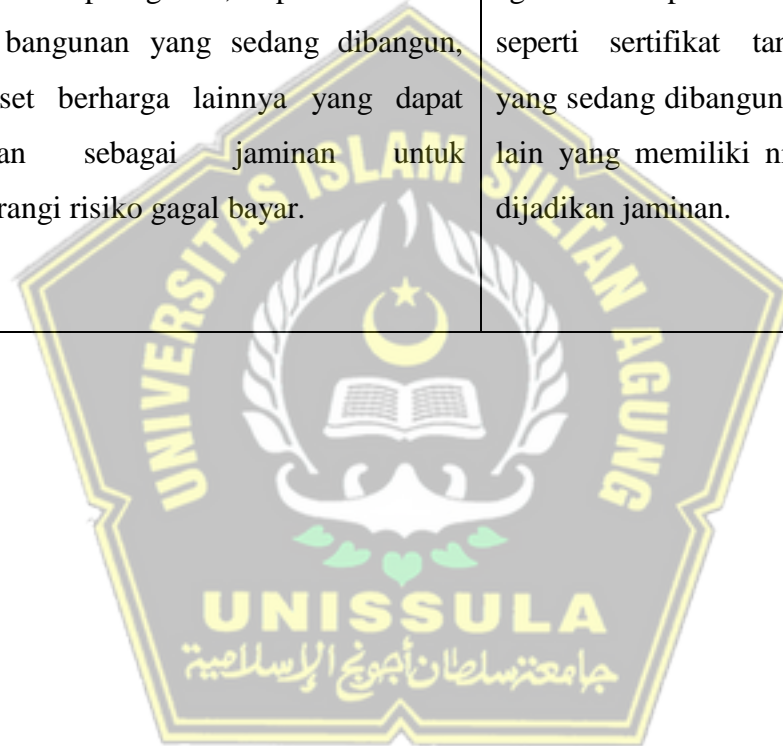 bangunan yang sedang dibangun,
set berharga lainnya yang dapat
an sebagai jaminan untuk
rangi risiko gagal bayar.
seperti sertifikat tan
yang sedang dibangun
lain yang memiliki ni
dijadikan jaminan.
UNIVERSITAS ISLAM SULTAN AGUNG
UNISSULA
جامعة سلطان أجونج الإسلامية